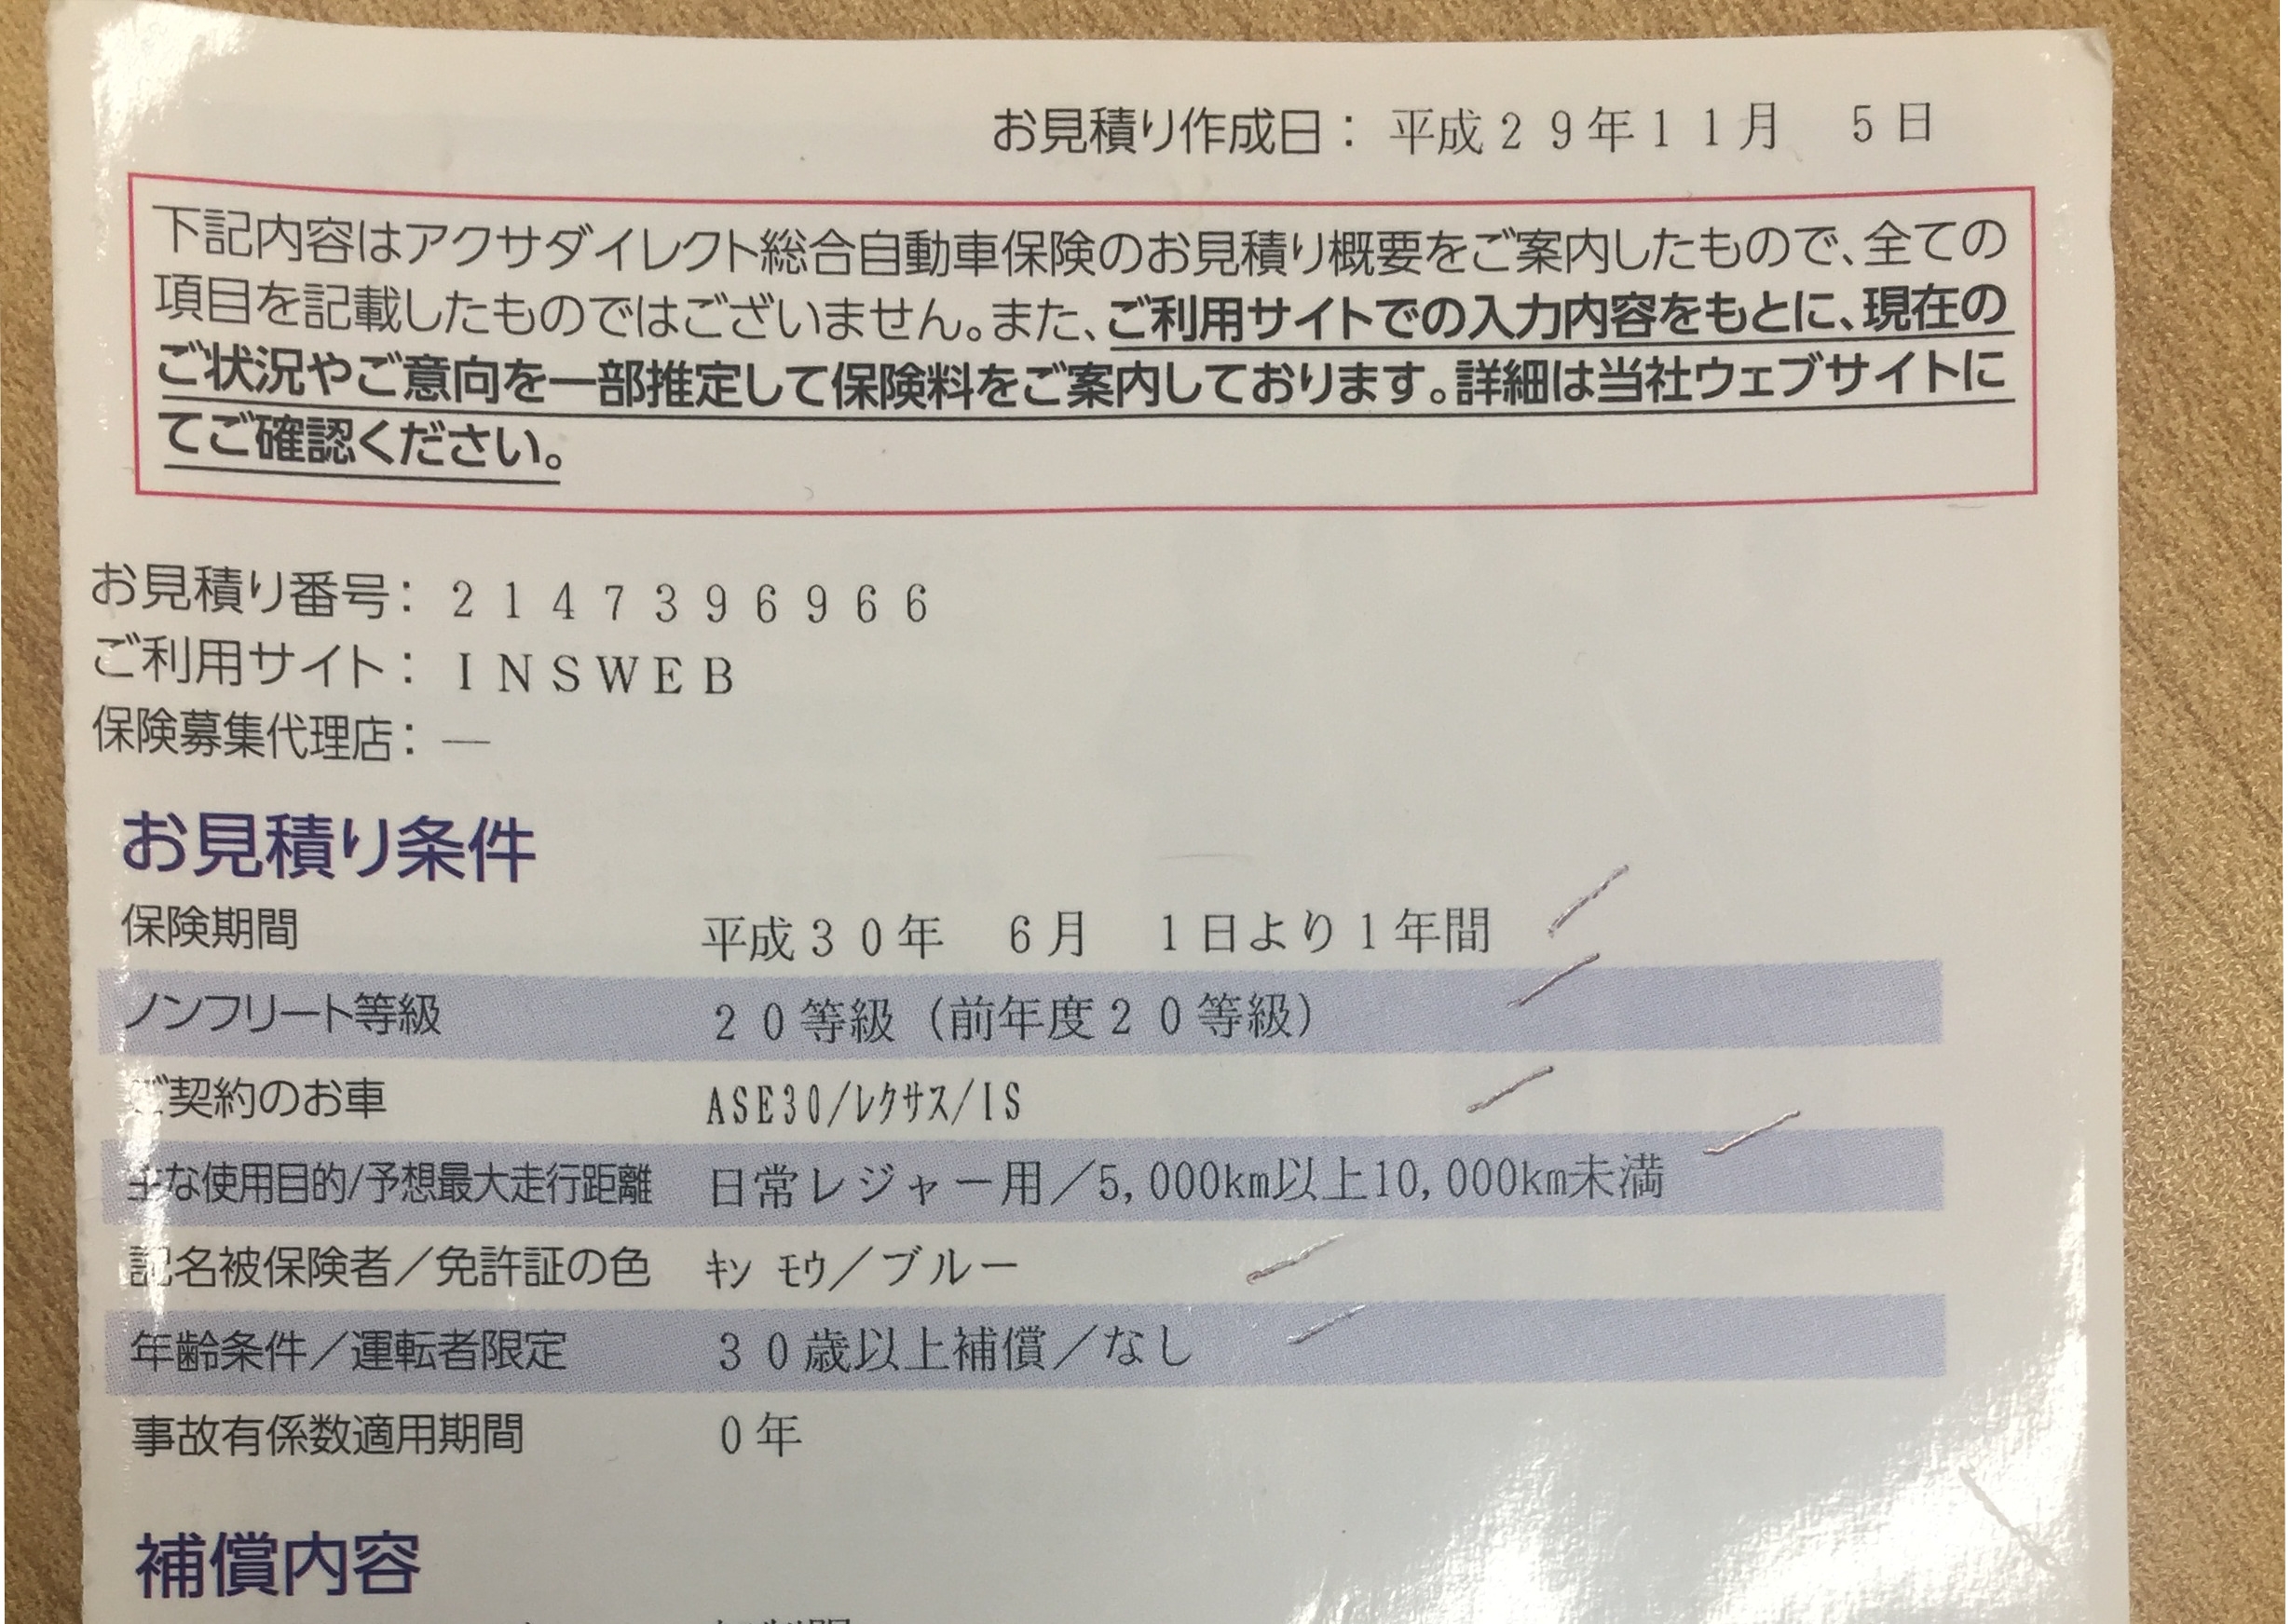 お見積り作成日： 平成２９年１１月　５日
下記内容はアクサダイレクト総合自動車保険のお見積り概要をご案内したもので、全ての
項目を記載したものではございません。また、ご利用サイトでの入力内容をもとに、現在の
ご状況やご意向を一部推定して保険料をご案内しております。詳細は当社ウェブサイトに
てご確認ください。
お見積り番号： ２１４７３９６９６６
ご利用サイト： ＩＮＳＷＥＢ
保険募集代理店： ―
お見積り条件
保険期間 平成３０年　６月　１日より１年間
ノンフリート等級 ２０等級（前年度２０等級）
ご契約のお車 ASE30/ﾚｸｻｽ/IS
主な使用目的/予想最大走行距離 日常レジャー用／5,000km以上10,000km未満
記名被保険者／免許証の色 ｷﾝ ﾓｳ／ブルー
年齢条件／運転者限定 ３０歳以上補償／なし
事故有係数適用期間 ０年
補償内容